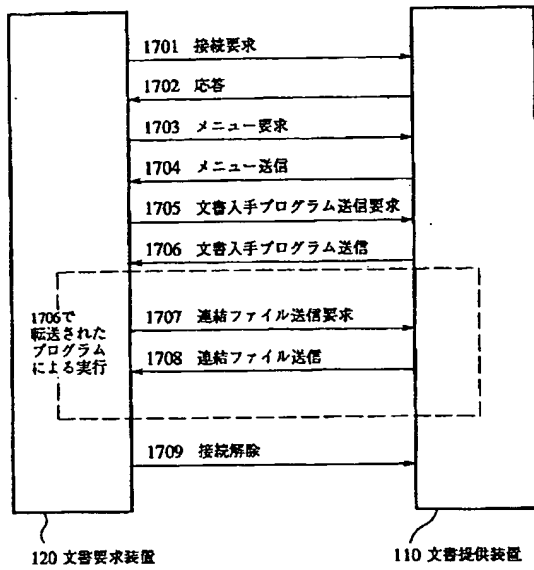 1701 接続要求
1702 応答
1703 メニュー要求
1704 メニュー送信
1705 文書入手プログラム送信要求
1706 文書入手プログラム送信
1706で
転送された
プログラム
による実行
1707 連結ファイル送信要求
1708 連結ファイル送信
1709 接続解除
120 文書要求装置
110 文書提供装置